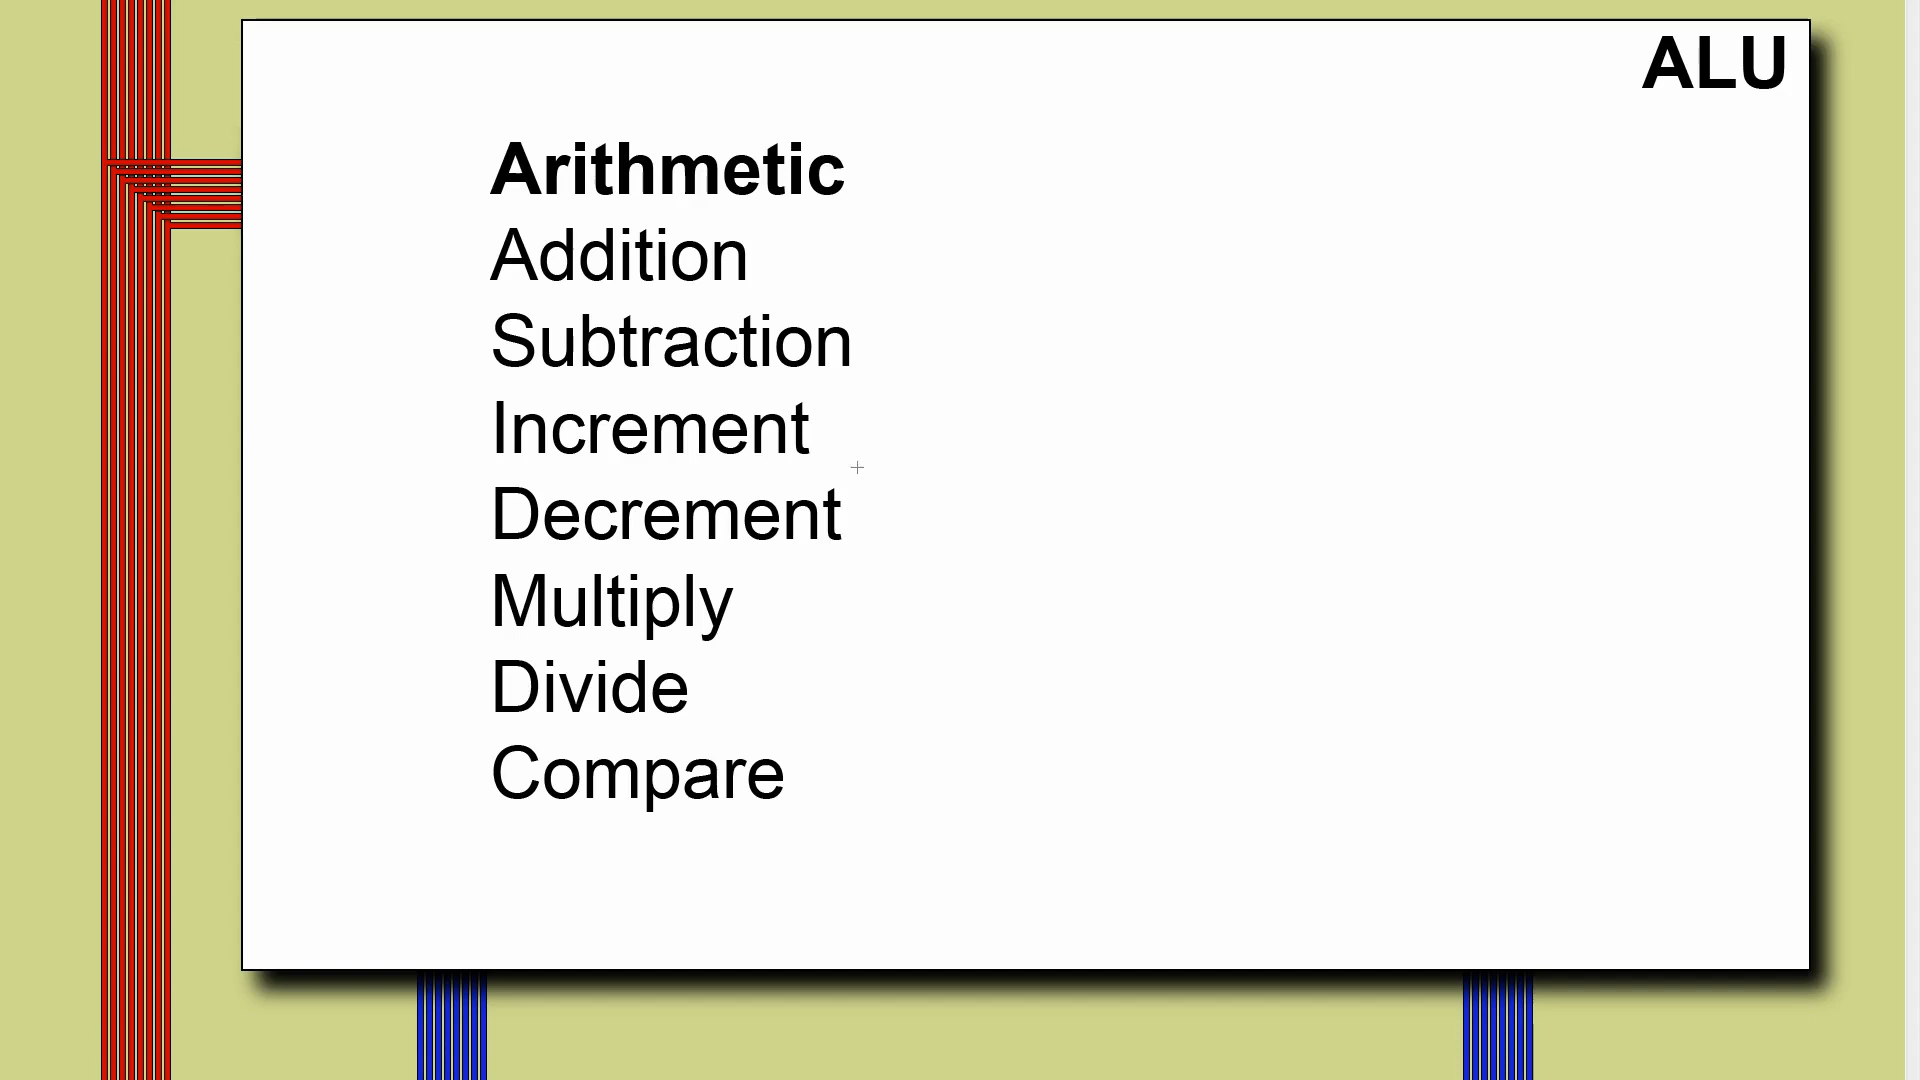 ALU
Arithmetic
Addition
Subtraction
Increment
Decrement
Multiply
Divide
Compare